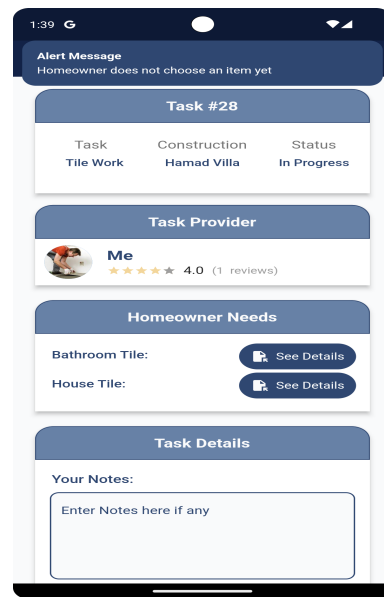 1:39 G
Alert Message
Homeowner does not choose an item yet
Task #28
Task Construction Status
Tile Work Hamad Villa In Progress
Task Provider
Me
4.0 (1 reviews)
Homeowner Needs
Bathroom Tile: See Details
House Tile: See Details
Task Details
Your Notes:
Enter Notes here if any